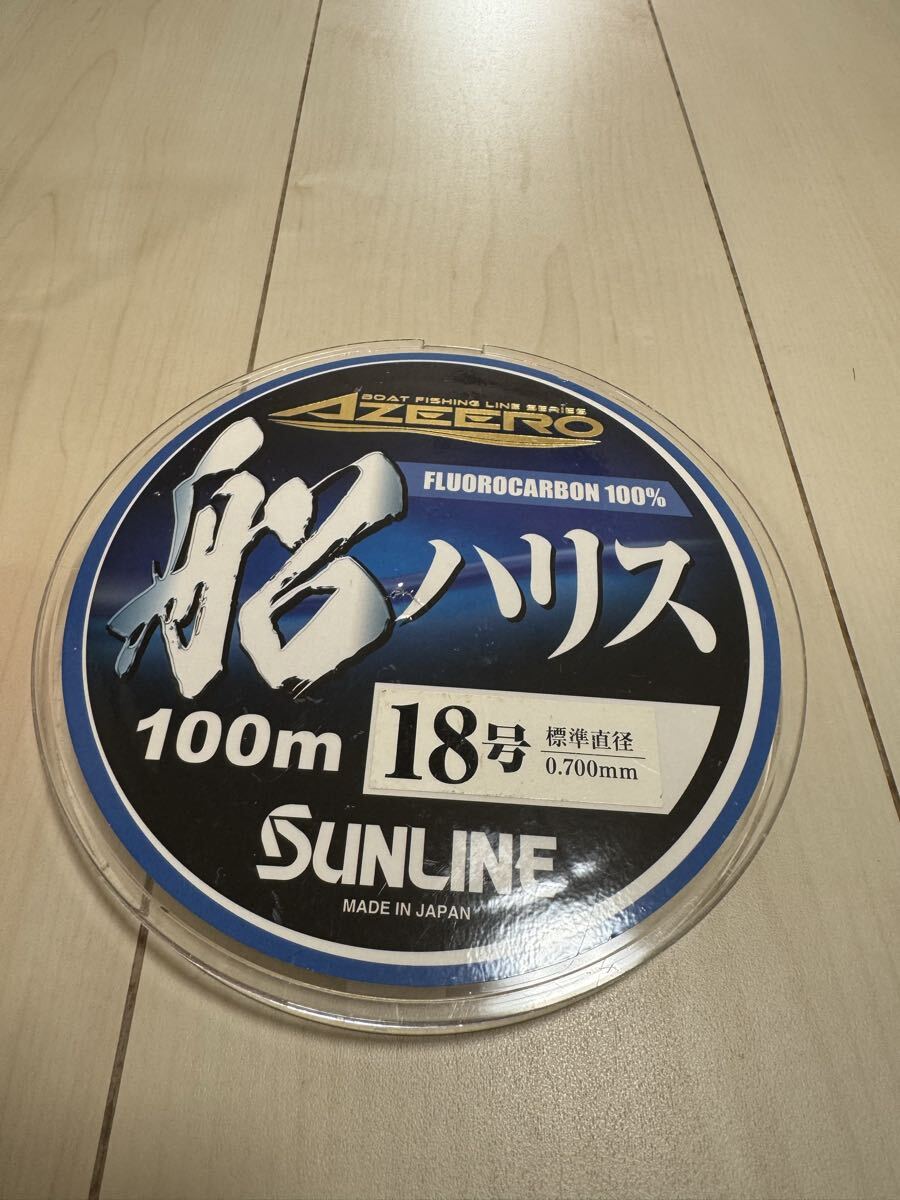 BOAT FISHING LINE SERIES
AZEERO
FLUOROCARBON 100%
船ハリス
100m
18号 標準直径 0.700mm
SUNLINE
MADE IN JAPAN